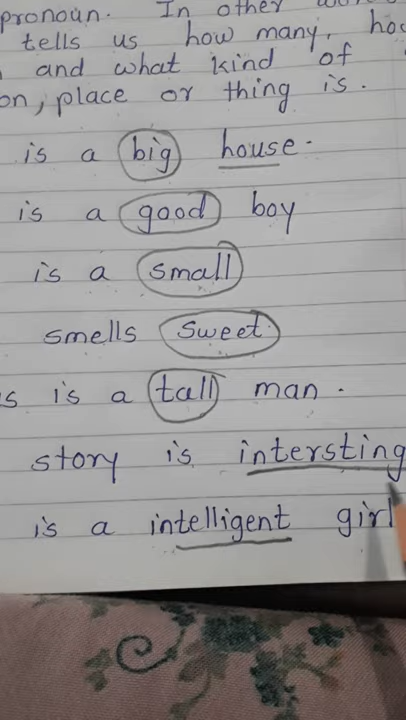 pronoun. In other
tells us how many, ho
and what kind of
on, place or thing is.
is a big house.
is a good boy
is a small
smells sweet.
s is a tall man.
story is intersting
is a intelligent girl